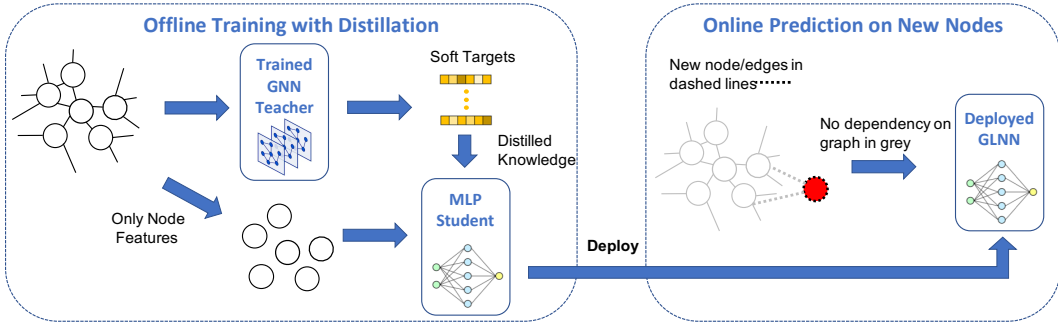 Offline Training with Distillation
Trained
GNN
Teacher
Soft Targets
Distilled
Knowledge
Only Node
Features
MLP
Student
Deploy
Online Prediction on New Nodes
New node/edges in
dashed lines
No dependency on
graph in grey
Deployed
GLNN